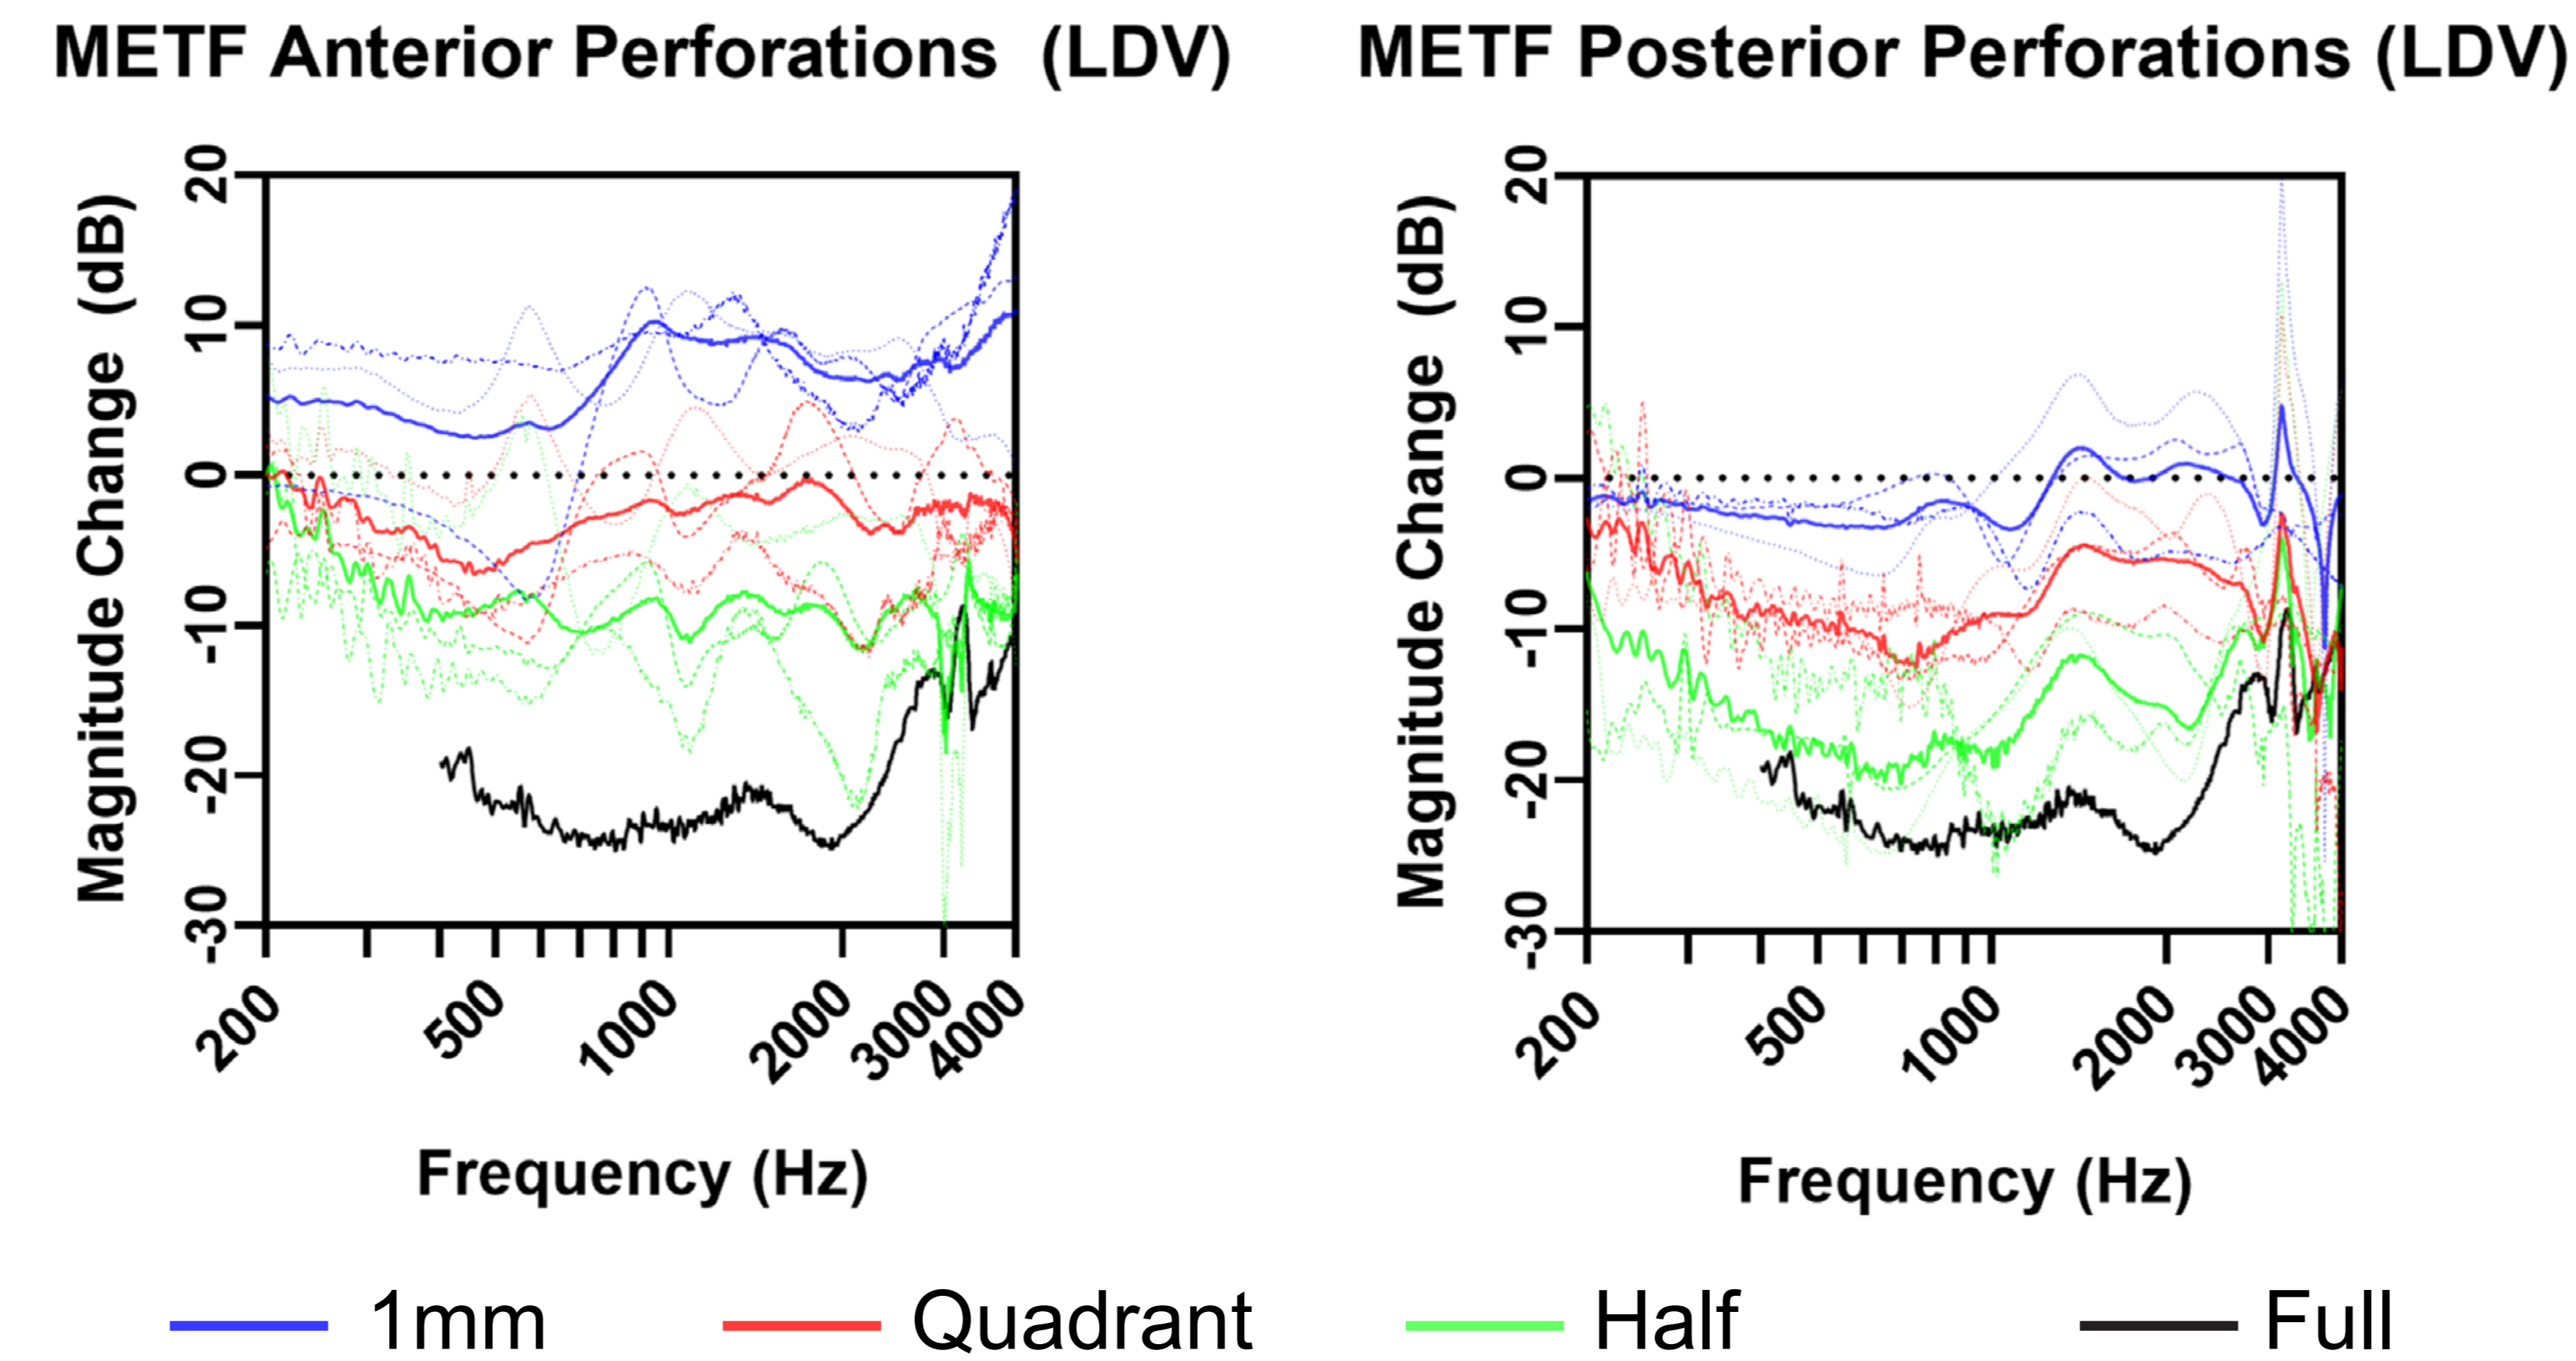 METF Anterior Perforations (LDV)
METF Posterior Perforations (LDV)
Magnitude Change (dB)
20
10
0
-10
-20
-30
200
500
1000
2000
3000
4000
Frequency (Hz)
Magnitude Change (dB)
20
10
0
-10
-20
-30
200
500
1000
2000
3000
4000
Frequency (Hz)
1mm
Quadrant
Half
Full